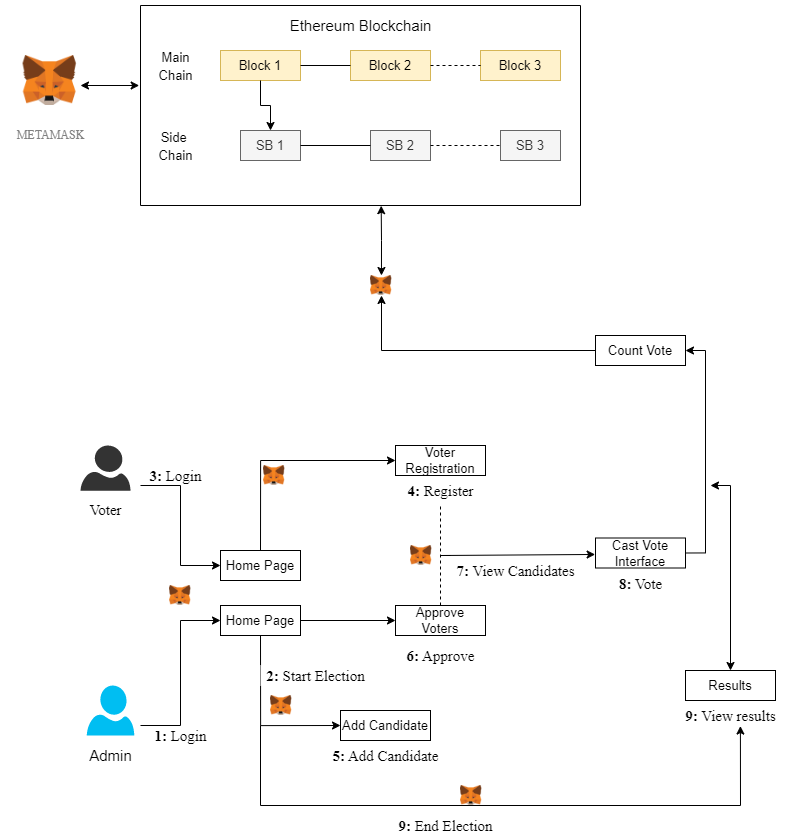 Ethereum Blockchain
Main
Chain
Block 1
Block 2
Block 3
METAMASK
Side
Chain
SB 1
SB 2
SB 3
Count Vote
Voter
Registration
3: Login
4: Register
Voter
Home Page
Cast Vote
Interface
7: View Candidates
8: Vote
Home Page
Approve
Voters
6: Approve
2: Start Election
Results
9: View results
Add Candidate
1: Login
5: Add Candidate
Admin
9: End Election